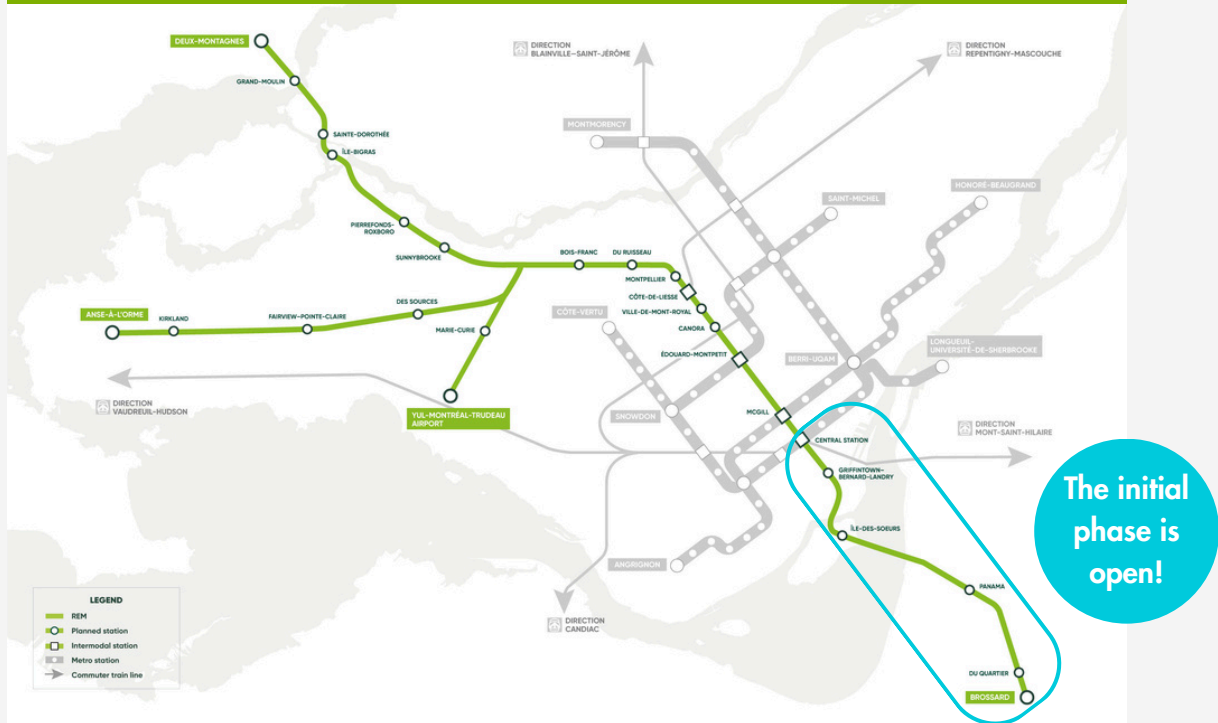 DEUX-MONTAGNES
GRAND-MOULIN
SAINTE-DOROTHÉE
ÎLE-BIGRAS
PIERREFONDS-
ROXBORO
SUNNYBROOKE
BOIS-FRANC
DU RUISSEAU
MONTPELLIER
CÔTE-DE-LIESSE
VILLE-DE-MONT-ROYAL
CANORA
ÉDOUARD-MONTPETIT
MCGILL
CENTRAL STATION
GRIFFINTOWN–
BERNARD-LANDRY
ÎLE-DES-SOEURS
PANAMA
DU QUARTIER
BROSSARD
ANSE-À-L'ORME
KIRKLAND
FAIRVIEW–POINTE-CLAIRE
DES SOURCES
MARIE-CURIE
YUL-MONTRÉAL-TRUDEAU
AIRPORT
DIRECTION
BLAINVILLE–SAINT-JÉRÔME
DIRECTION
REPENTIGNY-MASCOUCHE
MONTMORENCY
SAINT-MICHEL
HONORÉ-BEAUGRAND
CÔTE-VERTU
BERRI-UQAM
LONGUEUIL-
UNIVERSITÉ-DE-SHERBROOKE
SNOWDON
ANGRIGNON
DIRECTION
VAUDREUIL-HUDSON
DIRECTION
MONT-SAINT-HILAIRE
DIRECTION
CANDIAC
The initial
phase is
open!
LEGEND
REM
Planned station
Intermodal station
Metro station
Commuter train line